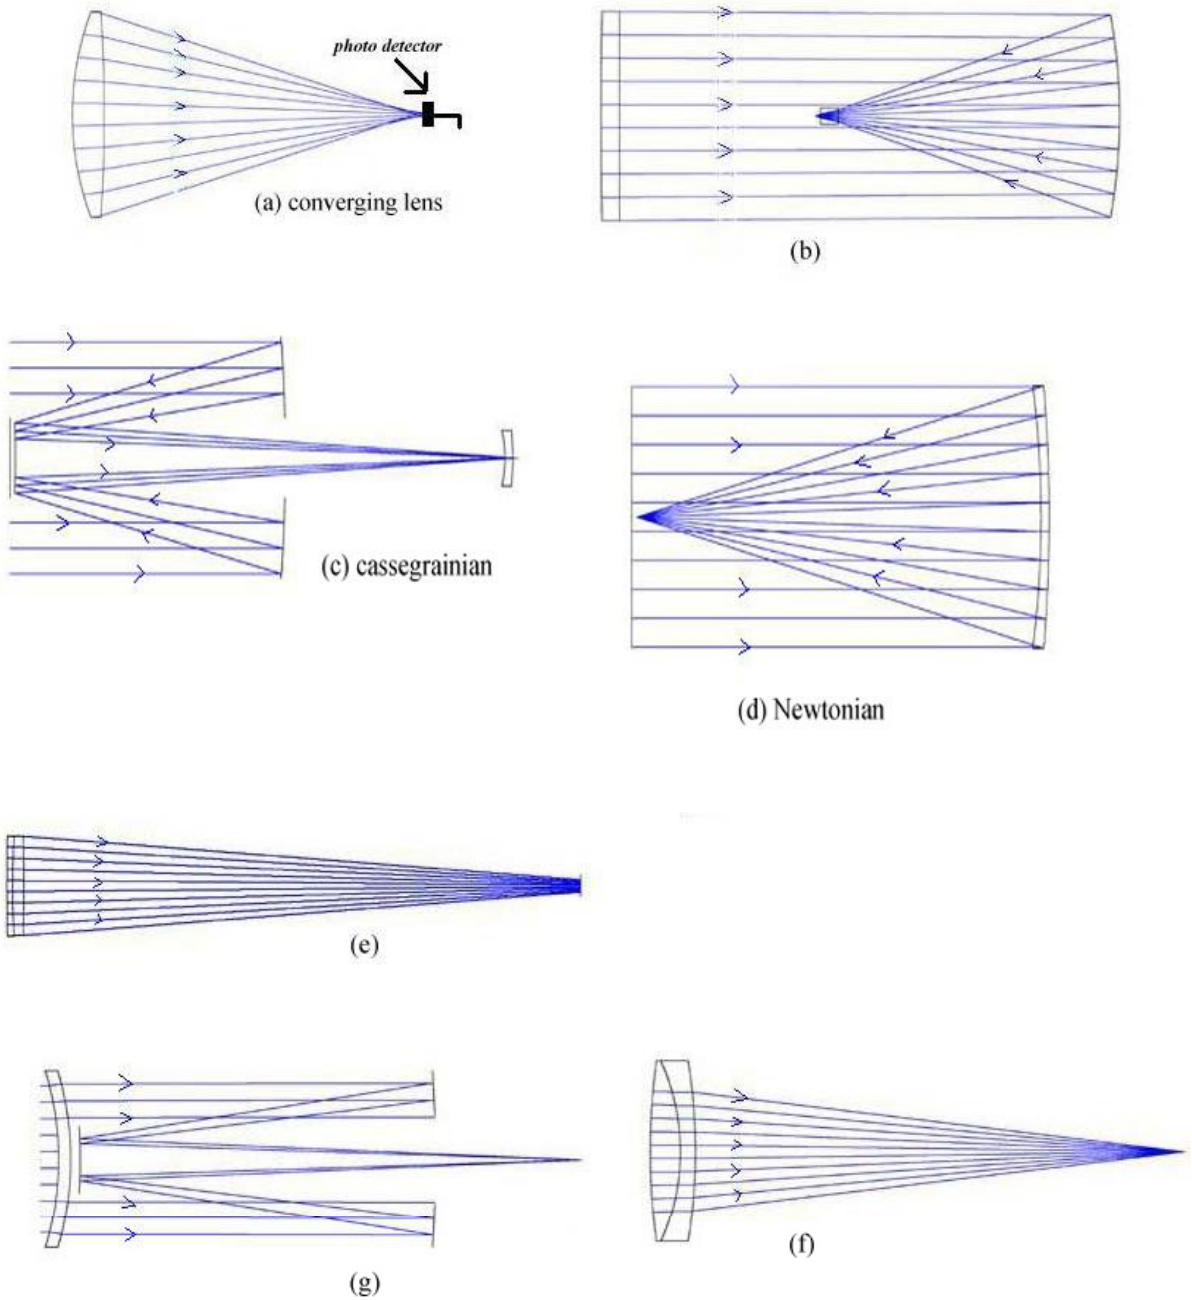 photo detector
(a) converging lens
(b)
(c) cassegrainian
(d) Newtonian
(e)
(f)
(g)